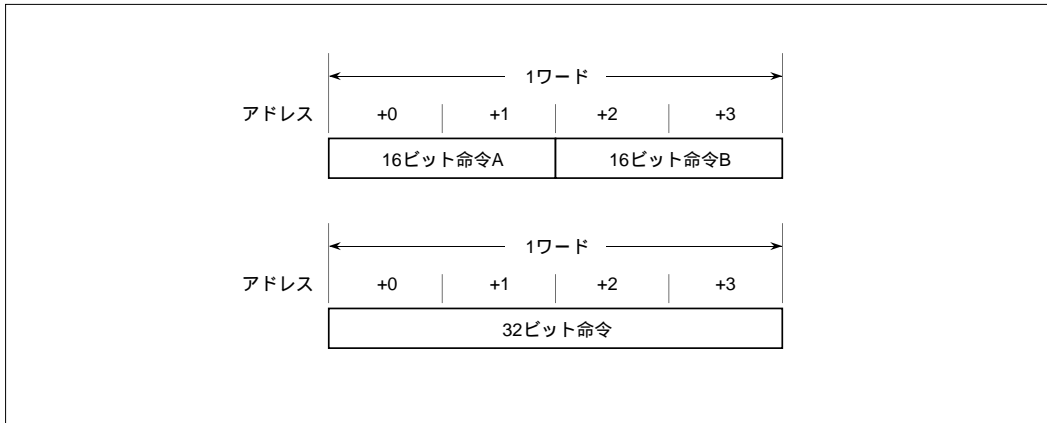 1ワード
アドレス +0 +1 +2 +3
16ビット命令A 16ビット命令B
1ワード
アドレス +0 +1 +2 +3
32ビット命令